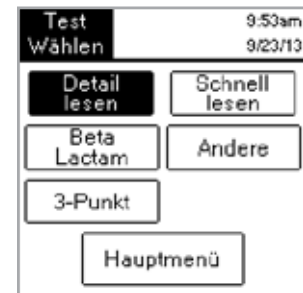 Test 9:53am
Wählen 9/23/13
Detail Schnell
lesen lesen
Beta
Lactam Andere
3-Punkt
Hauptmenü